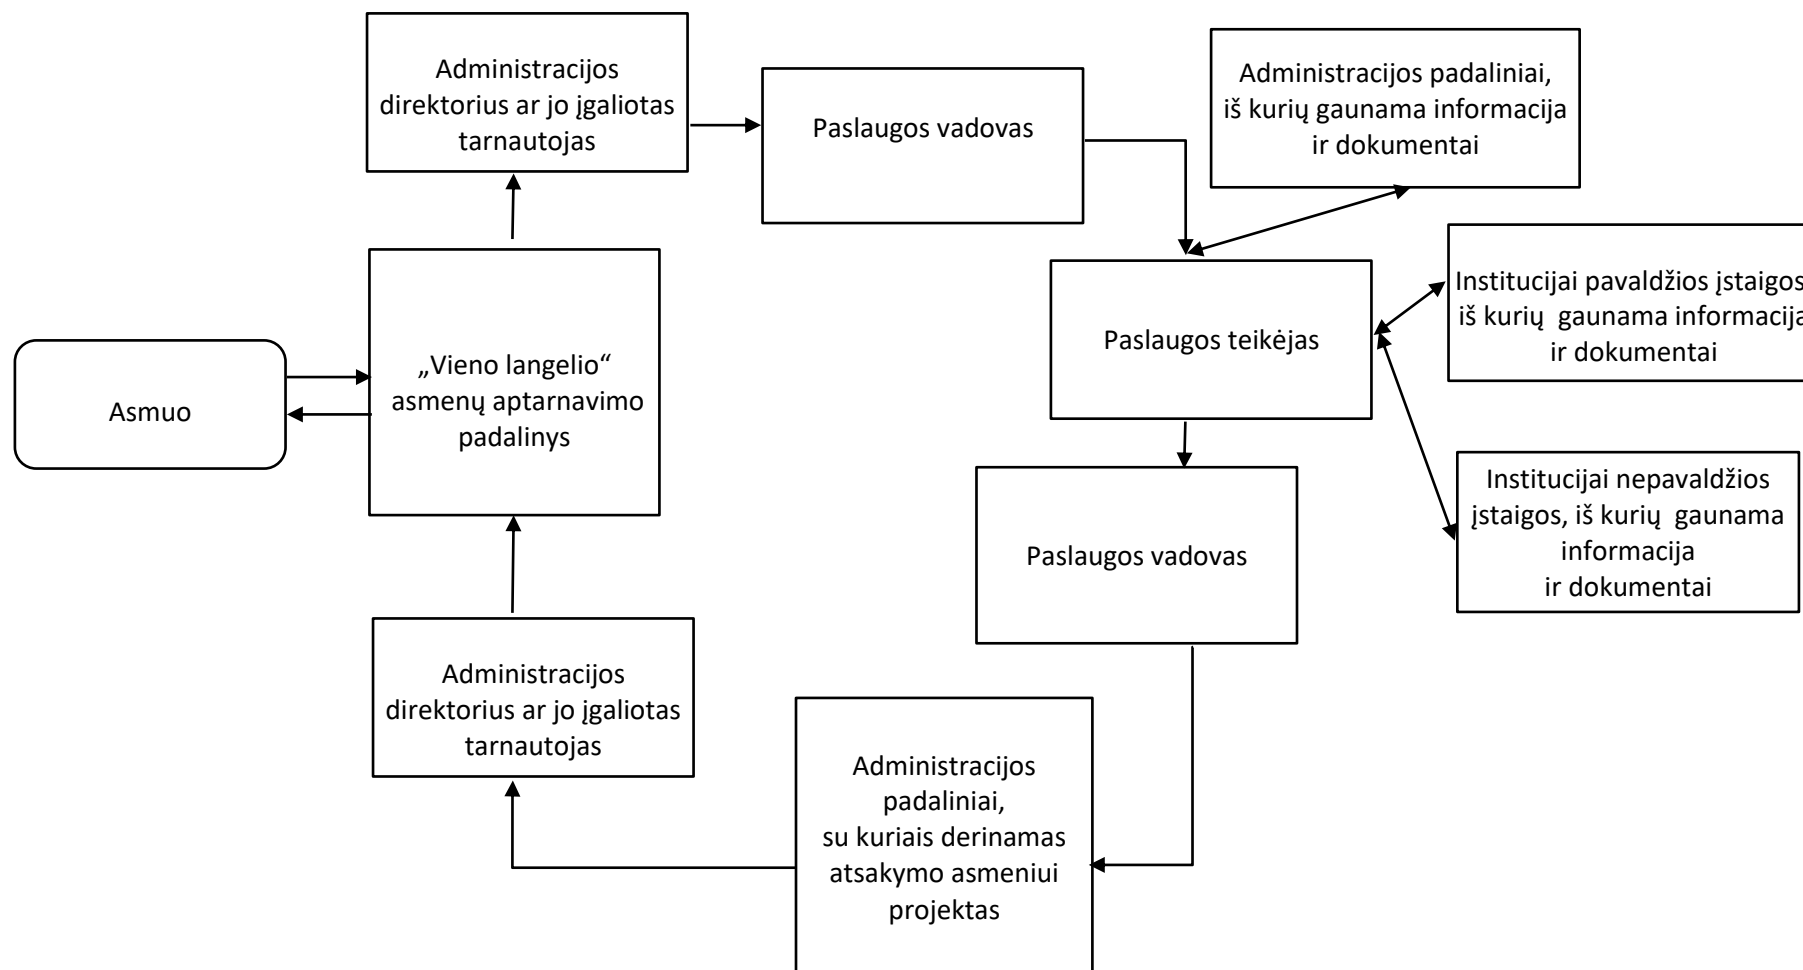 Administracijos
direktorius ar jo įgaliotas
tarnautojas
Paslaugos vadovas
Administracijos padaliniai,
iš kurių gaunama informacija
ir dokumentai
Institucijai pavaldžios įstaigos
iš kurių  gaunama informacija
ir dokumentai
Paslaugos teikėjas
„Vieno langelio“
asmenų aptarnavimo
padalinys
Asmuo
Institucijai nepavaldžios
įstaigos, iš kurių  gaunama
informacija
ir dokumentai
Paslaugos vadovas
Administracijos
direktorius ar jo įgaliotas
tarnautojas
Administracijos
padaliniai,
su kuriais derinamas
atsakymo asmeniui
projektas